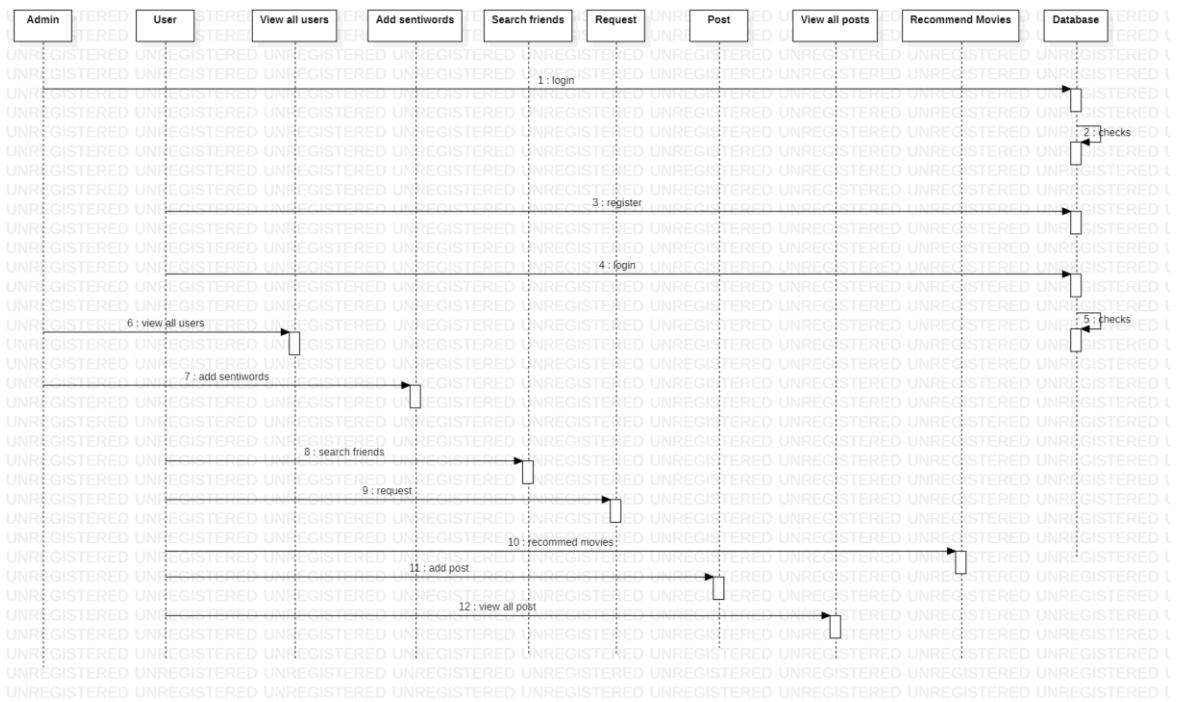 Admin User View all users Add sentiwords Search friends Request Post View all posts Recommend Movies Database
1 : login
2 : checks
3 : register
4 : login
5 : checks
6 : view all users
7 : add sentiwords
8 : search friends
9 : request
10 : recommed movies
11 : add post
12 : view all post
UNREGISTERED